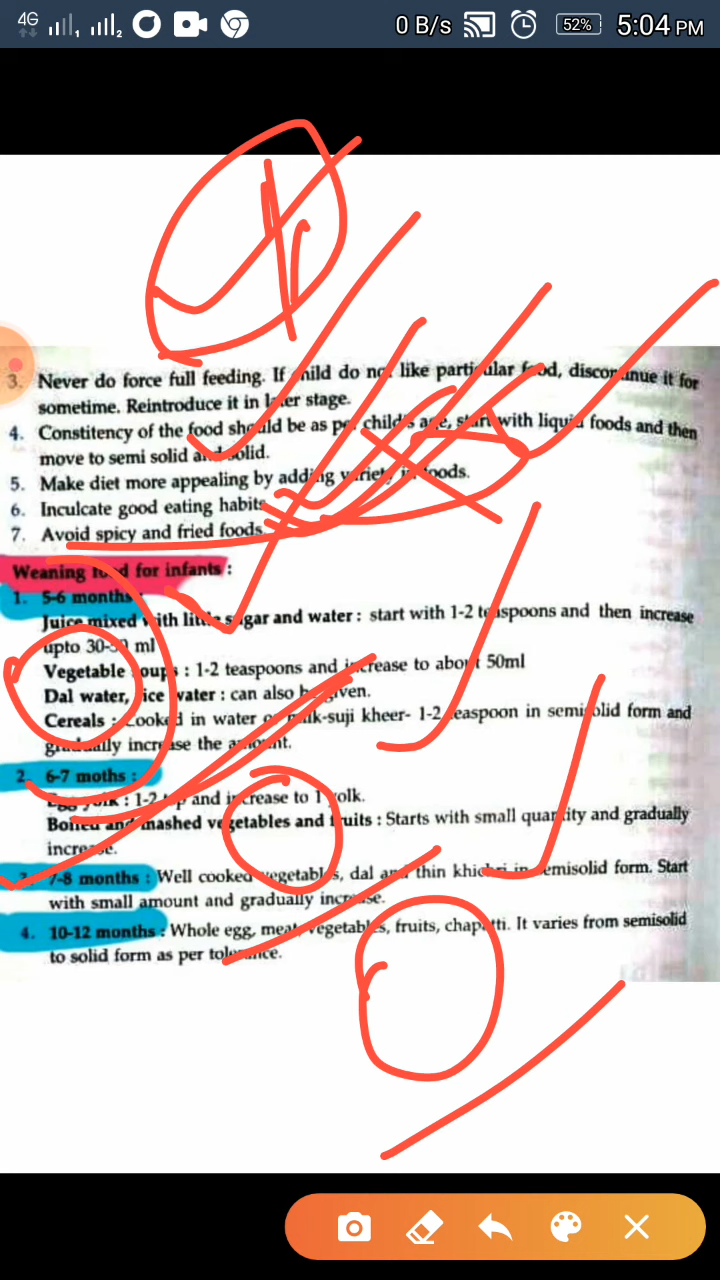 4G 1 2 0 B/s 52% 5:04 PM
3. Never do force full feeding. If child do not like particular food, discontinue it for
sometime. Reintroduce it in later stage.
4. Constitency of the food should be as per child's age, start with liquid foods and then
move to semi solid and solid.
5. Make diet more appealing by adding variety in foods.
6. Inculcate good eating habits
7. Avoid spicy and fried foods
Weaning food for infants :
1. 5-6 months
Juice mixed with little sugar and water : start with 1-2 teaspoons and then increase
upto 30-50 ml
Vegetable soups : 1-2 teaspoons and increase to about 50ml
Dal water, rice water : can also be given.
Cereals : Cooked in water or milk-suji kheer- 1-2 teaspoon in semisolid form and
gradually increase the amount.
2. 6-7 moths :
Egg yolk : 1-2 tsp and increase to 1 yolk.
Boiled and mashed vegetables and fruits : Starts with small quantity and gradually
increase.
3. 7-8 months : Well cooked vegetables, dal and thin khichri in semisolid form. Start
with small amount and gradually increase.
4. 10-12 months : Whole egg, meat, vegetables, fruits, chapatti. It varies from semisolid
to solid form as per tolerance.